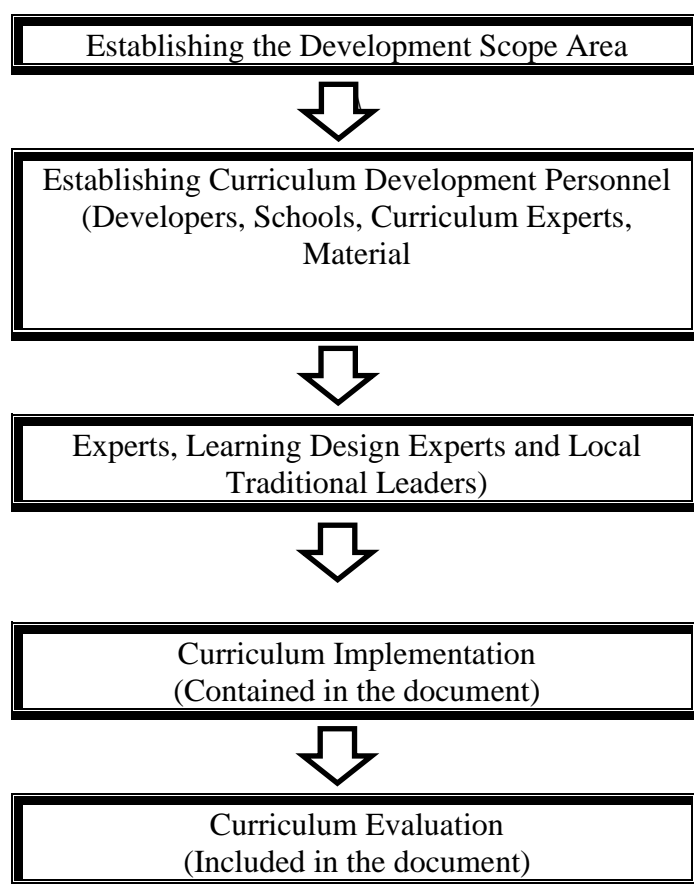 Establishing the Development Scope Area
Establishing Curriculum Development Personnel
(Developers, Schools, Curriculum Experts,
Material
Experts, Learning Design Experts and Local
Traditional Leaders)
Curriculum Implementation
(Contained in the document)
Curriculum Evaluation
(Included in the document)